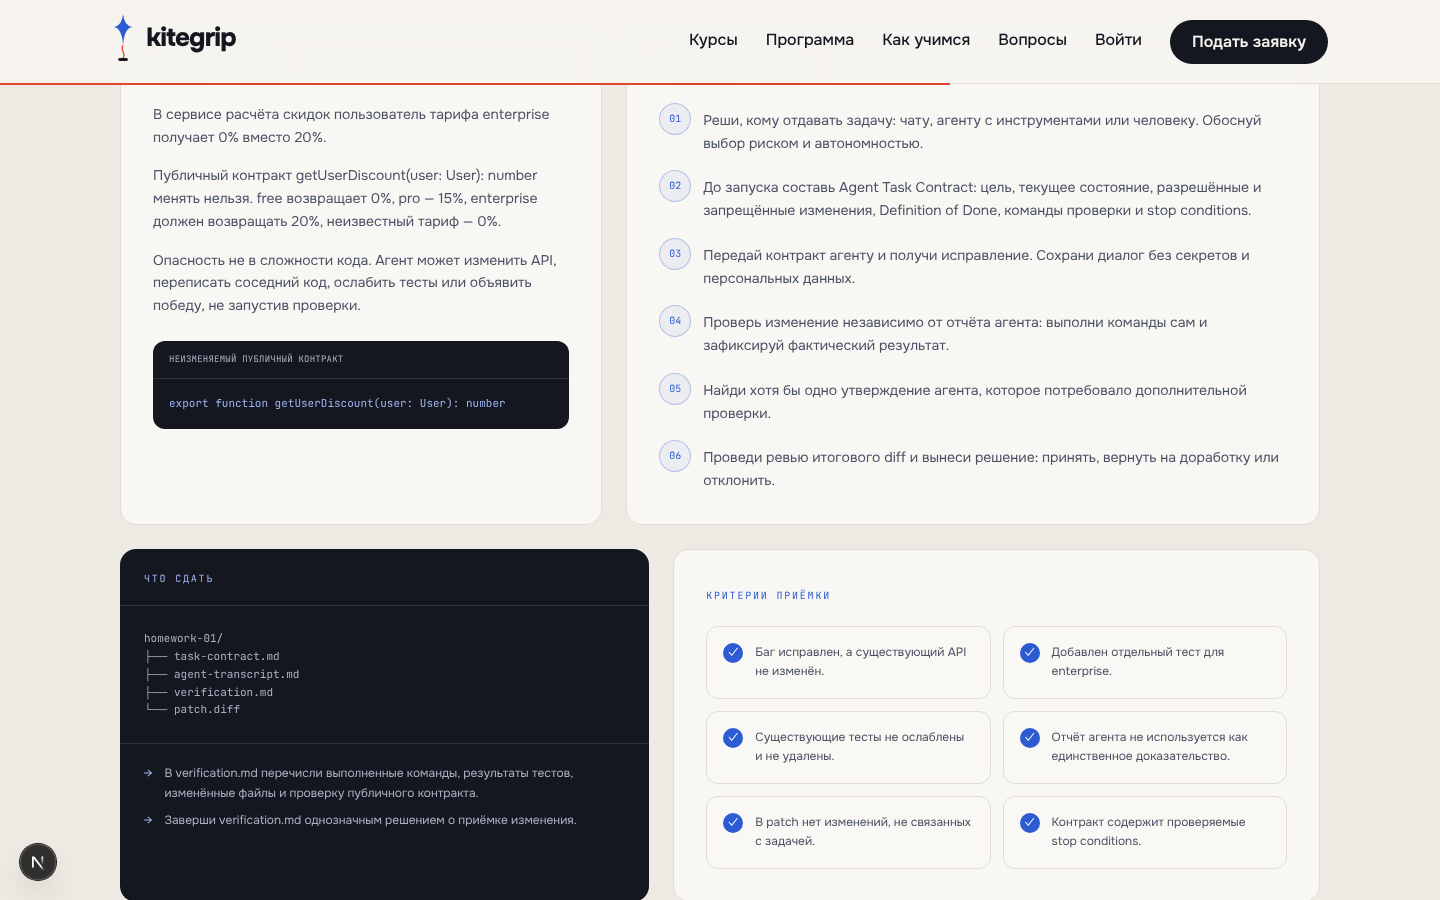 kitegrip
Курсы
Программа
Как учимся
Вопросы
Войти
Подать заявку
В сервисе расчёта скидок пользователь тарифа enterprise
получает 0% вместо 20%.
Публичный контракт getUserDiscount(user: User): number
менять нельзя. free возвращает 0%, pro — 15%, enterprise
должен возвращать 20%, неизвестный тариф — 0%.
Опасность не в сложности кода. Агент может изменить API,
переписать соседний код, ослабить тесты или объявить
победу, не запустив проверки.
НЕИЗМЕНЯЕМЫЙ ПУБЛИЧНЫЙ КОНТРАКТ
export function getUserDiscount(user: User): number
01
Реши, кому отдавать задачу: чату, агенту с инструментами или человеку. Обоснуй
выбор риском и автономностью.
02
До запуска составь Agent Task Contract: цель, текущее состояние, разрешённые и
запрещённые изменения, Definition of Done, команды проверки и stop conditions.
03
Передай контракт агенту и получи исправление. Сохрани диалог без секретов и
персональных данных.
04
Проверь изменение независимо от отчёта агента: выполни команды сам и
зафиксируй фактический результат.
05
Найди хотя бы одно утверждение агента, которое потребовало дополнительной
проверки.
06
Проведи ревью итогового diff и вынеси решение: принять, вернуть на доработку или
отклонить.
ЧТО СДАТЬ
homework-01/
├── task-contract.md
├── agent-transcript.md
├── verification.md
└── patch.diff
→ В verification.md перечисли выполненные команды, результаты тестов,
изменённые файлы и проверку публичного контракта.
→ Заверши verification.md однозначным решением о приёмке изменения.
КРИТЕРИИ ПРИЁМКИ
Баг исправлен, а существующий API
не изменён.
Добавлен отдельный тест для
enterprise.
Существующие тесты не ослаблены
и не удалены.
Отчёт агента не используется как
единственное доказательство.
В patch нет изменений, не связанных
с задачей.
Контракт содержит проверяемые
stop conditions.
N